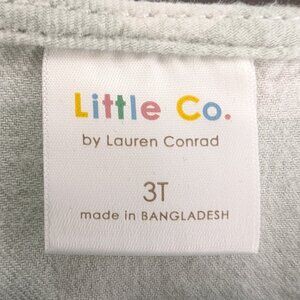 Little Co.
by Lauren Conrad
3T
made in BANGLADESH